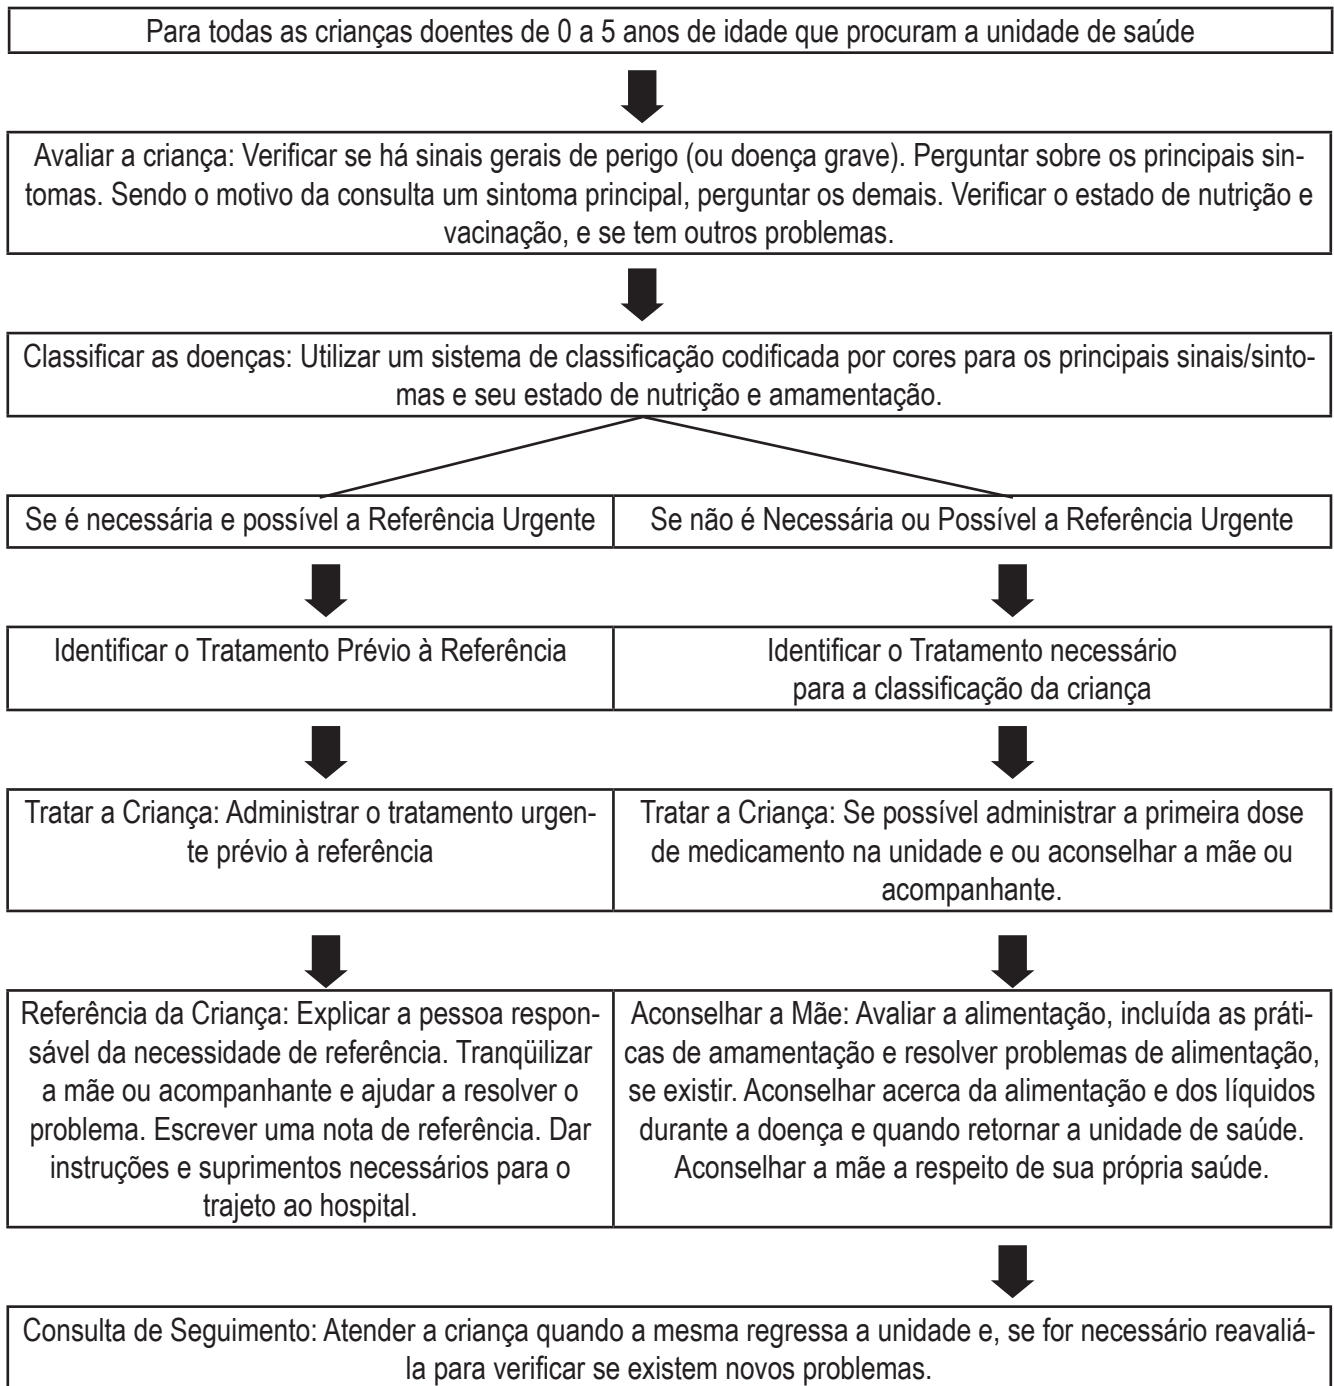 Para todas as crianças doentes de 0 a 5 anos de idade que procuram a unidade de saúde
Avaliar a criança: Verificar se há sinais gerais de perigo (ou doença grave). Perguntar sobre os principais sin-
tomas. Sendo o motivo da consulta um sintoma principal, perguntar os demais. Verificar o estado de nutrição e
vacinação, e se tem outros problemas.
Classificar as doenças: Utilizar um sistema de classificação codificada por cores para os principais sinais/sinto-
mas e seu estado de nutrição e amamentação.
Se é necessária e possível a Referência Urgente
Se não é Necessária ou Possível a Referência Urgente
Identificar o Tratamento Prévio à Referência
Identificar o Tratamento necessário
para a classificação da criança
Tratar a Criança: Administrar o tratamento urgen-
te prévio à referência
Tratar a Criança: Se possível administrar a primeira dose
de medicamento na unidade e ou aconselhar a mãe ou
acompanhante.
Referência da Criança: Explicar a pessoa respon-
sável da necessidade de referência. Tranqüilizar
a mãe ou acompanhante e ajudar a resolver o
problema. Escrever uma nota de referência. Dar
instruções e suprimentos necessários para o
trajeto ao hospital.
Aconselhar a Mãe: Avaliar a alimentação, incluída as práti-
cas de amamentação e resolver problemas de alimentação,
se existir. Aconselhar acerca da alimentação e dos líquidos
durante a doença e quando retornar a unidade de saúde.
Aconselhar a mãe a respeito de sua própria saúde.
Consulta de Seguimento: Atender a criança quando a mesma regressa a unidade e, se for necessário reavaliá-
la para verificar se existem novos problemas.